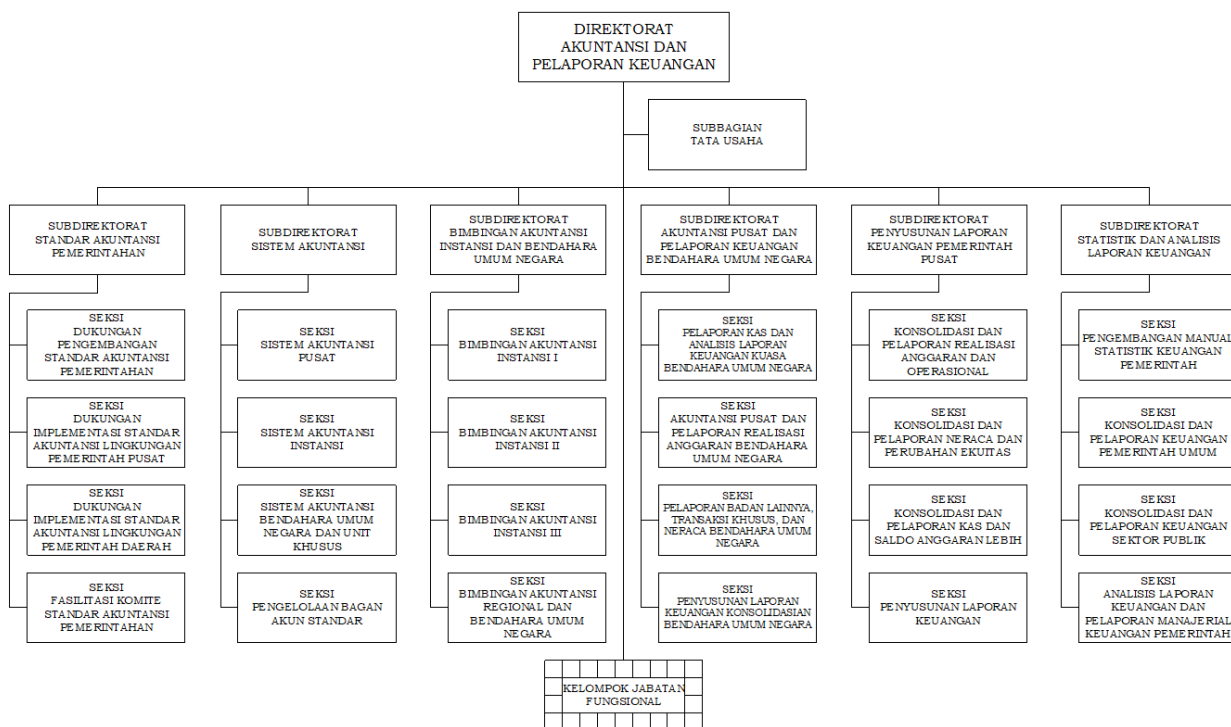 DIREKTORAT
AKUNTANSI DAN
PELAPORAN KEUANGAN
SUBBAGIAN
TATA USAHA
SUBDIREKTORAT
STANDAR AKUNTANSI
PEMERINTAHAN
SUBDIREKTORAT
SISTEM AKUNTANSI
SUBDIREKTORAT
BIMBINGAN AKUNTANSI
INSTANSI DAN BENDAHARA
UMUM NEGARA
SUBDIREKTORAT
AKUNTANSI PUSAT DAN
PELAPORAN KEUANGAN
BENDAHARA UMUM NEGARA
SUBDIREKTORAT
PENYUSUNAN LAPORAN
KEUANGAN PEMERINTAH
PUSAT
SUBDIREKTORAT
STATISTIK DAN ANALISIS
LAPORAN KEUANGAN
SEKSI
DUKUNGAN
PENGEMBANGAN
STANDAR AKUNTANSI
PEMERINTAHAN
SEKSI
SISTEM AKUNTANSI
PUSAT
SEKSI
BIMBINGAN AKUNTANSI
INSTANSI I
SEKSI
PELAPORAN KAS DAN
ANALISIS LAPORAN
KEUANGAN KUASA
BENDAHARA UMUM NEGARA
SEKSI
KONSOLIDASI DAN
PELAPORAN REALISASI
ANGGARAN DAN
OPERASIONAL
SEKSI
PENGEMBANGAN MANUAL
STATISTIK KEUANGAN
PEMERINTAH
SEKSI
DUKUNGAN
IMPLEMENTASI STANDAR
AKUNTANSI LINGKUNGAN
PEMERINTAH PUSAT
SEKSI
SISTEM AKUNTANSI
INSTANSI
SEKSI
BIMBINGAN AKUNTANSI
INSTANSI II
SEKSI
AKUNTANSI PUSAT DAN
PELAPORAN REALISASI
ANGGARAN BENDAHARA
UMUM NEGARA
SEKSI
KONSOLIDASI DAN
PELAPORAN NERACA DAN
PERUBAHAN EKUITAS
SEKSI
KONSOLIDASI DAN
PELAPORAN KEUANGAN
PEMERINTAH UMUM
SEKSI
DUKUNGAN
IMPLEMENTASI STANDAR
AKUNTANSI LINGKUNGAN
PEMERINTAH DAERAH
SEKSI
SISTEM AKUNTANSI
BENDAHARA UMUM
NEGARA DAN UNIT
KHUSUS
SEKSI
BIMBINGAN AKUNTANSI
INSTANSI III
SEKSI
PELAPORAN BADAN LAINNYA,
TRANSAKSI KHUSUS, DAN
NERACA BENDAHARA UMUM
NEGARA
SEKSI
KONSOLIDASI DAN
PELAPORAN KAS DAN
SALDO ANGGARAN LEBIH
SEKSI
KONSOLIDASI DAN
PELAPORAN KEUANGAN
SEKTOR PUBLIK
SEKSI
FASILITASI KOMITE
STANDAR AKUNTANSI
PEMERINTAHAN
SEKSI
PENGELOLAAN BAGAN
AKUN STANDAR
SEKSI
BIMBINGAN AKUNTANSI
REGIONAL DAN
BENDAHARA UMUM
NEGARA
SEKSI
PENYUSUNAN LAPORAN
KEUANGAN KONSOLIDASIAN
BENDAHARA UMUM NEGARA
SEKSI
PENYUSUNAN LAPORAN
KEUANGAN
SEKSI
ANALISIS LAPORAN
KEUANGAN DAN
PELAPORAN MANAJERIAL
KEUANGAN PEMERINTAH
KELOMPOK JABATAN
FUNGSIONAL